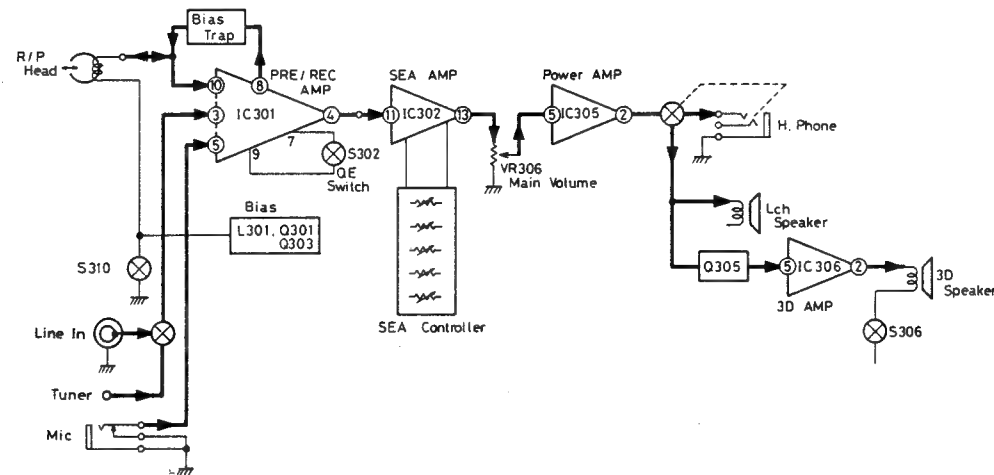 Bias
Trap
R/P
Head
PRE/REC
AMP
SEA AMP
Power AMP
10
8
3
IC301
4
11
IC302
13
5
IC305
2
H. Phone
5
9
7
S302
QE
Switch
VR306
Main Volume
Bias
L301, Q301
Q303
Lch
Speaker
S310
Q305
5
IC306
2
3D
Speaker
3D AMP
SEA Controller
Line In
S306
Tuner
Mic